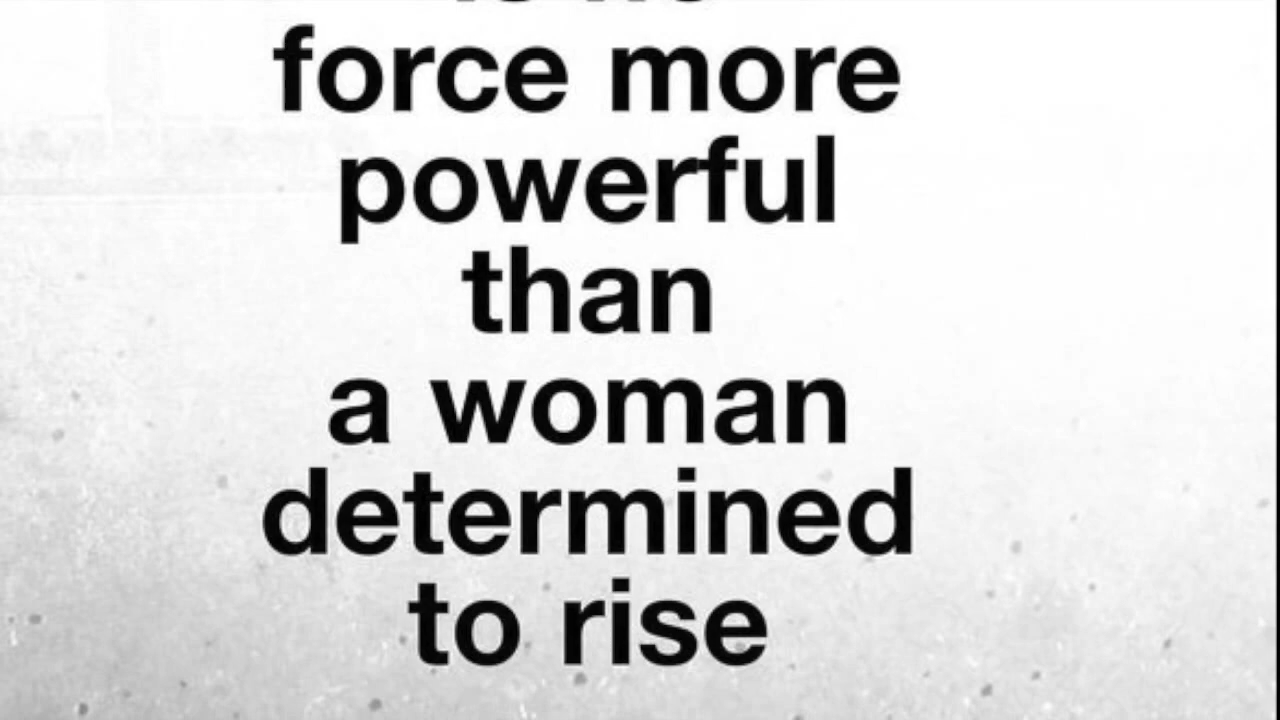 force more
powerful
than
a woman
determined
to rise